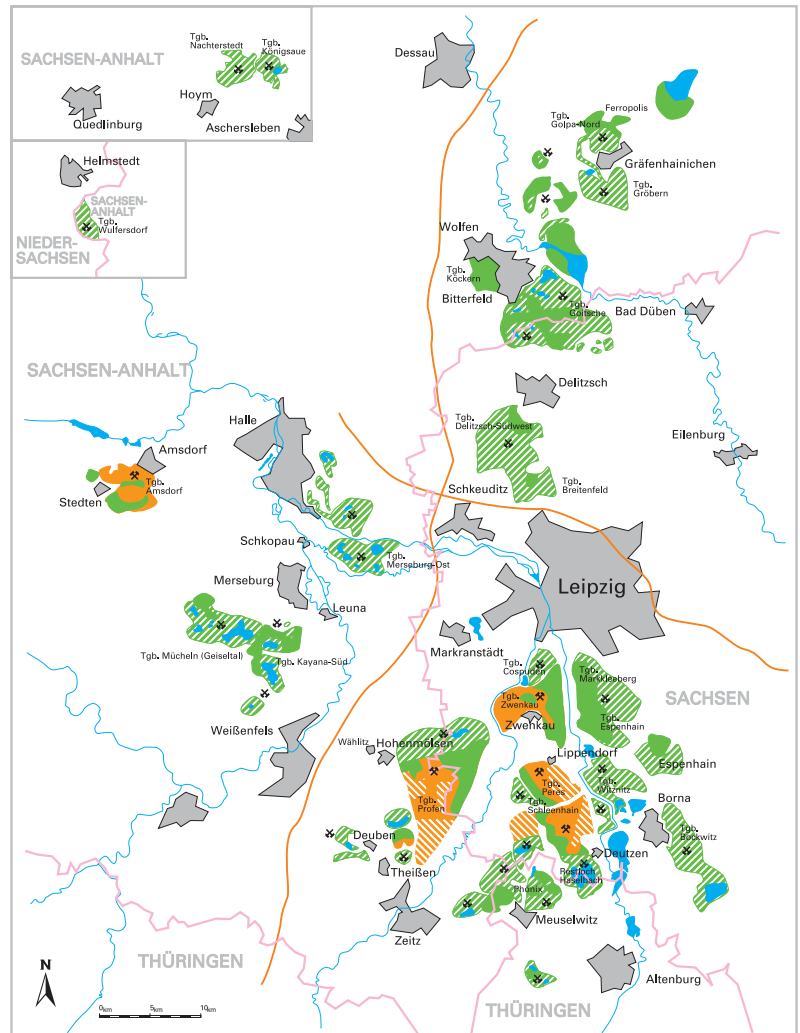 SACHSEN-ANHALT
Tgb.
Nachterstedt
Tgb.
Königsaue
Hoym
Quedlinburg
Aschersleben
Helmstedt
SACHSEN-
ANHALT
Tgb.
Wulfersdorf
NIEDER-
SACHSEN
Dessau
Ferropolis
Tgb.
Golpa-Nord
Gräfenhainichen
Tgb.
Gröbern
Wolfen
Tgb.
Köckern
Bitterfeld
Tgb.
Goitsche
Bad Düben
SACHSEN-ANHALT
Delitzsch
Halle
Tgb.
Delitzsch-Südwest
Eilenburg
Amsdorf
Tgb.
Amsdorf
Stedten
Tgb.
Breitenfeld
Schkeuditz
Schkopau
Tgb.
Merseburg-Ost
Merseburg
Leuna
Leipzig
Markranstädt
Tgb. Mücheln (Geiseltal)
Tgb. Kayana-Süd
Tgb.
Cospuden
Tgb.
Markkleeberg
SACHSEN
Tgb.
Zwenkau
Zwenkau
Tgb.
Espenhain
Weißenfels
Wählitz
Hohenmölsen
Lippendorf
Espenhain
Tgb.
Peres
Tgb.
Witznitz
Tgb.
Profen
Tgb.
Schleenhain
Borna
Tgb.
Bockwitz
Deuben
Deutzen
Theißen
Restloch
Haselbach
Phönix
Zeitz
Meuselwitz
THÜRINGEN
Altenburg
N
THÜRINGEN
0km
5km
10km